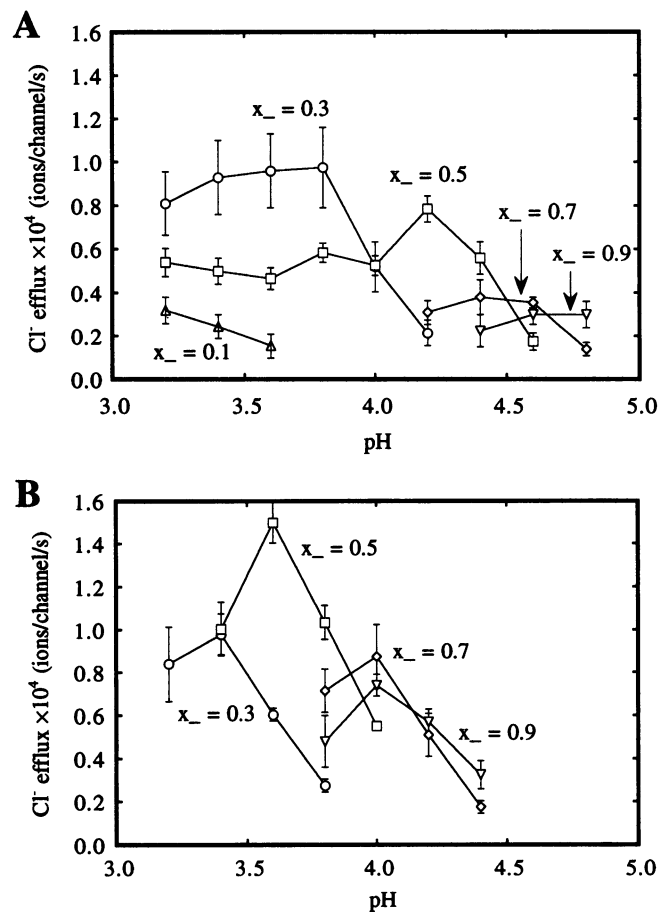 A
Cl⁻ efflux ×10⁴ (ions/channel/s)
1.6
1.4
1.2
1.0
0.8
0.6
0.4
0.2
0.0
x_ = 0.3
x_ = 0.5
x_ = 0.7
x_ = 0.9
x_ = 0.1
3.0 3.5 4.0 4.5 5.0
pH
B
Cl⁻ efflux ×10⁴ (ions/channel/s)
1.6
1.4
1.2
1.0
0.8
0.6
0.4
0.2
0.0
x_ = 0.5
x_ = 0.7
x_ = 0.3
x_ = 0.9
3.0 3.5 4.0 4.5 5.0
pH